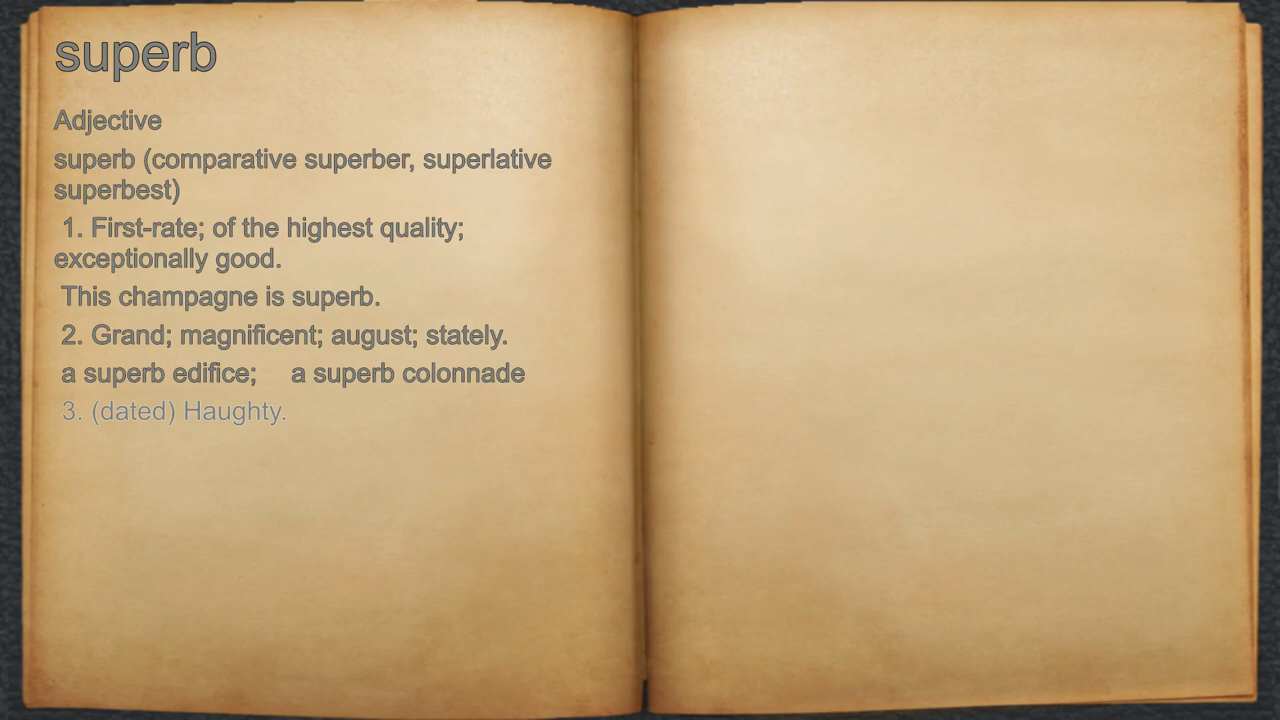 superb
Adjective
superb (comparative superber, superlative
superbest)
1. First-rate; of the highest quality;
exceptionally good.
This champagne is superb.
2. Grand; magnificent; august; stately.
a superb edifice; a superb colonnade
3. (dated) Haughty.